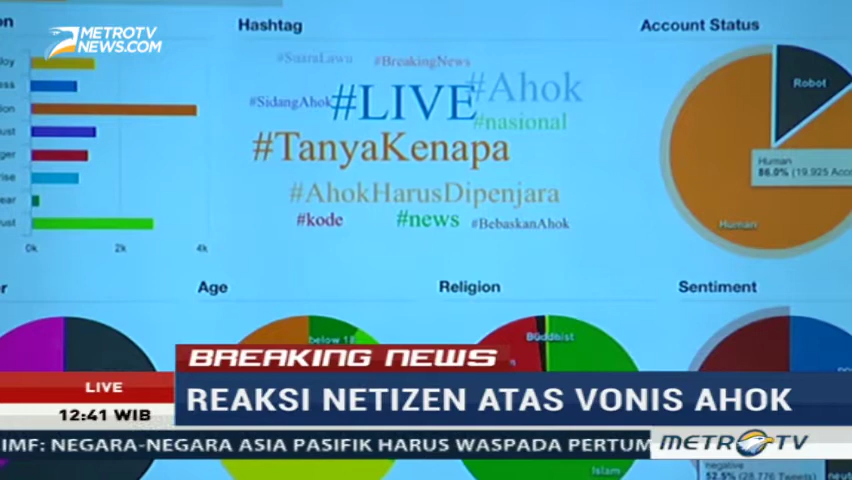 METROTV
NEWS.COM
Hashtag
Account Status
#SuaraLawu
#BreakingNews
#SidangAhok
#LIVE
#Ahok
#nasional
#TanyaKenapa
#AhokHarusDipenjara
#kode
#news
#BebaskanAhok
Robot
Human
86.0% (19,925 Acco
Human
0k
2k
4k
Age
Religion
Sentiment
below 18
Buddhist
Islam
BREAKING NEWS
LIVE
REAKSI NETIZEN ATAS VONIS AHOK
12:41 WIB
IMF: NEGARA-NEGARA ASIA PASIFIK HARUS WASPADA PERTUM
METROTV
negative
52.5% (28,776 Tweets)